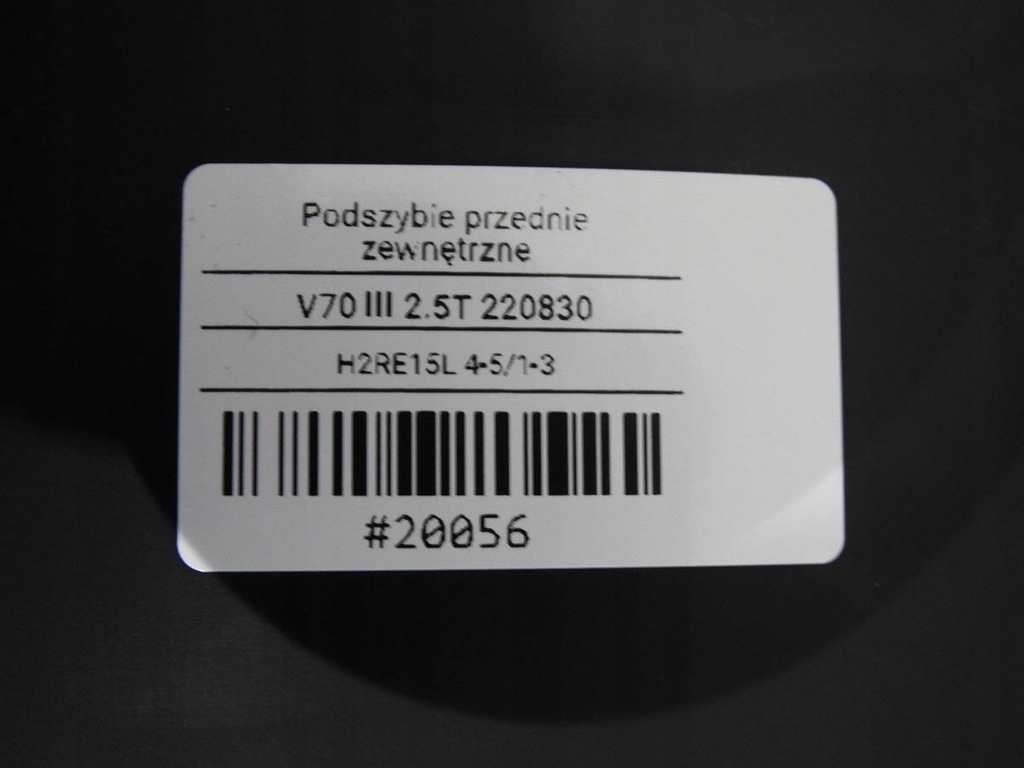 Podszybie przednie
zewnętrzne
V70 III 2.5T 220830
H2RE15L 4-5/1-3
#20056